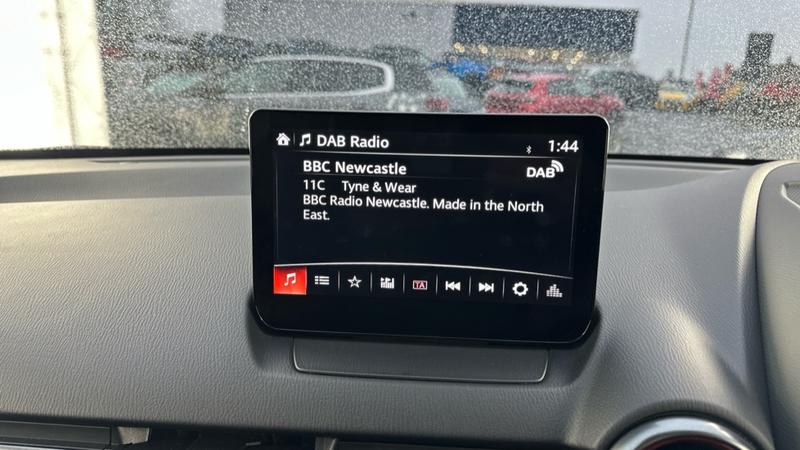 DAB Radio 1:44
BBC Newcastle DAB
11C Tyne & Wear
BBC Radio Newcastle. Made in the North
East.
TA